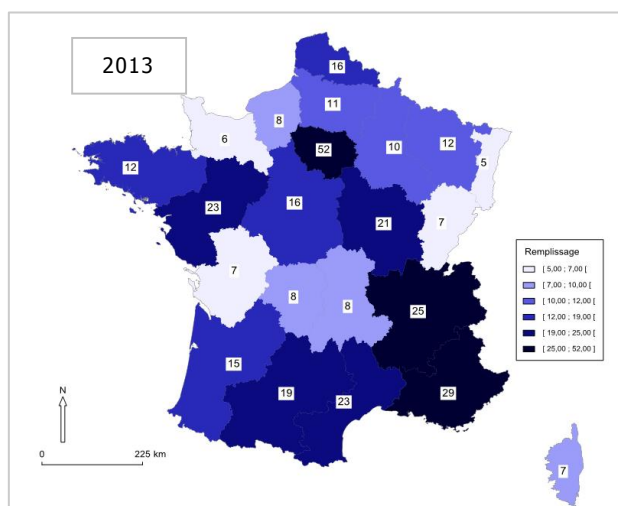 2013
16
11
8
6
52
10
12
5
12
23
16
21
7
7
8
8
25
15
19
23
29
7
Remplissage
[ 5,00 ; 7,00 [
[ 7,00 ; 10,00 [
[ 10,00 ; 12,00 [
[ 12,00 ; 19,00 [
[ 19,00 ; 25,00 [
[ 25,00 ; 52,00 ]
N
0 225 km